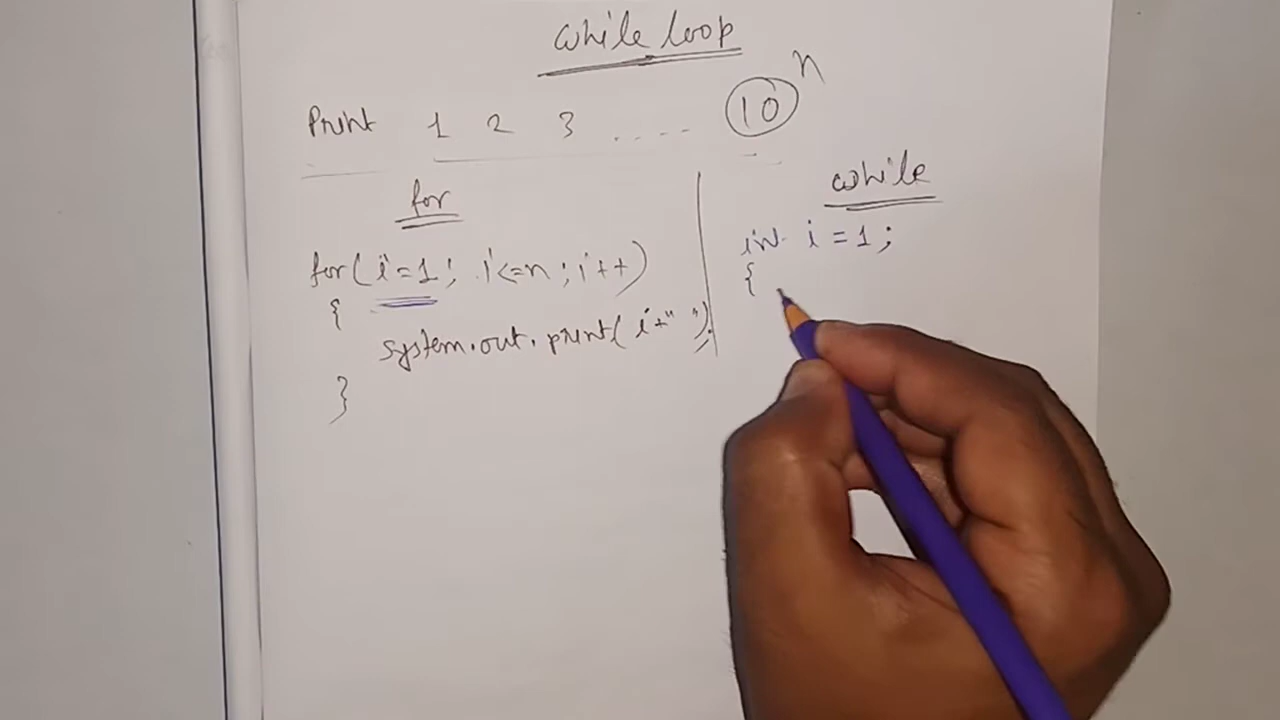 while loop
Print 1 2 3 ...... 10 n
for
for( i=1; i<=n ; i++)
{
system.out.print( i+" ");
}
while
int i = 1;
{